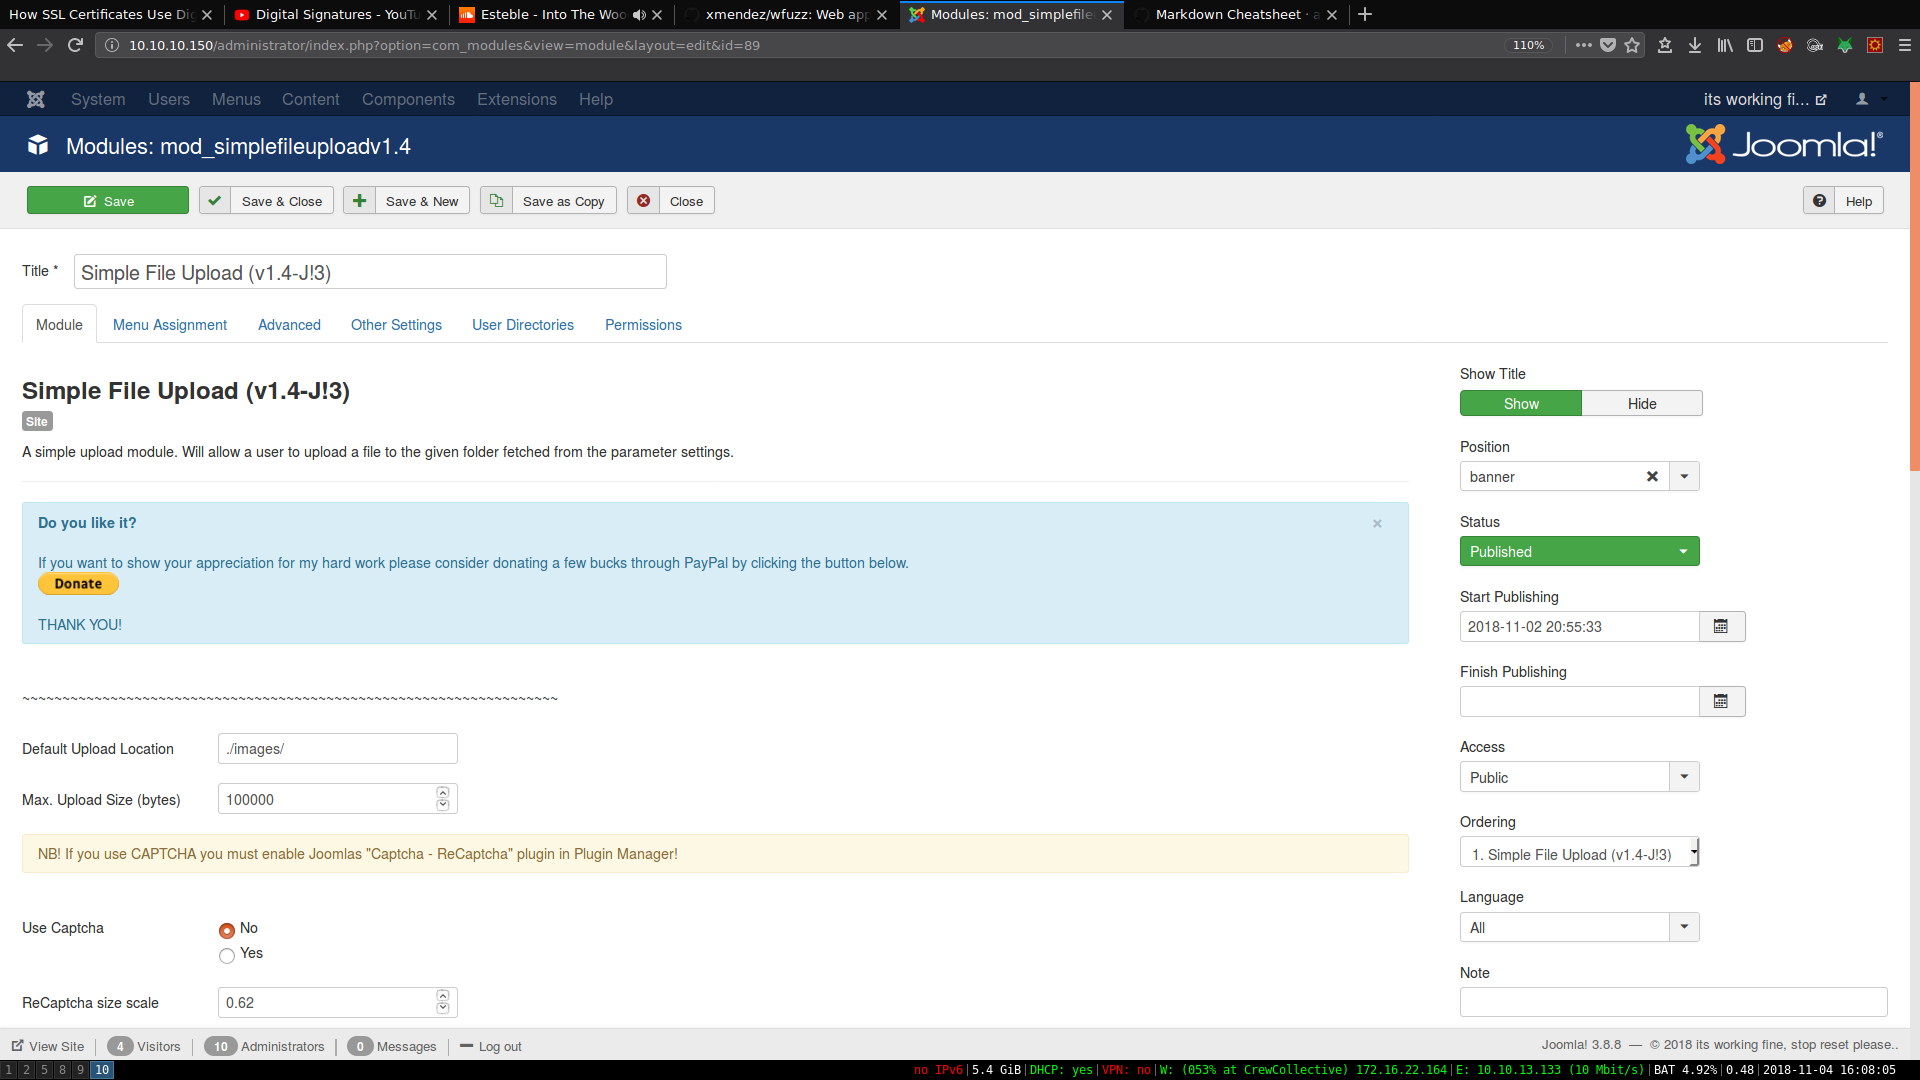 How SSL Certificates Use Di
Digital Signatures - YouTu
Esteble - Into The Woo
xmendez/wfuzz: Web app
Modules: mod_simplefile
Markdown Cheatsheet · a
10.10.10.150/administrator/index.php?option=com_modules&view=module&layout=edit&id=89
110%
System Users Menus Content Components Extensions Help
its working fi...
Modules: mod_simplefileuploadv1.4
Joomla!®
Save
Save & Close
Save & New
Save as Copy
Close
Help
Title *
Simple File Upload (v1.4-J!3)
Module Menu Assignment Advanced Other Settings User Directories Permissions
Simple File Upload (v1.4-J!3)
Site
A simple upload module. Will allow a user to upload a file to the given folder fetched from the parameter settings.
Do you like it?
×
If you want to show your appreciation for my hard work please consider donating a few bucks through PayPal by clicking the button below.
Donate
THANK YOU!
~~~~~~~~~~~~~~~~~~~~~~~~~~~~~~~~~~~~~~~~~~~~~~~~~~~~~~~~~~~~~~~~~~~
Default Upload Location
./images/
Max. Upload Size (bytes)
100000
NB! If you use CAPTCHA you must enable Joomlas "Captcha - ReCaptcha" plugin in Plugin Manager!
Use Captcha
No
Yes
ReCaptcha size scale
0.62
Show Title
Show
Hide
Position
banner
Status
Published
Start Publishing
2018-11-02 20:55:33
Finish Publishing
Access
Public
Ordering
1. Simple File Upload (v1.4-J!3)
Language
All
Note
View Site
4 Visitors
10 Administrators
0 Messages
Log out
Joomla! 3.8.8 — © 2018 its working fine, stop reset please..
1 2 5 8 9 10
no IPv6|5.4 GiB|DHCP: yes|VPN: no|W: (053% at CrewCollective) 172.16.22.164|E: 10.10.13.133 (10 Mbit/s)|BAT 4.92%|0.48|2018-11-04 16:08:05